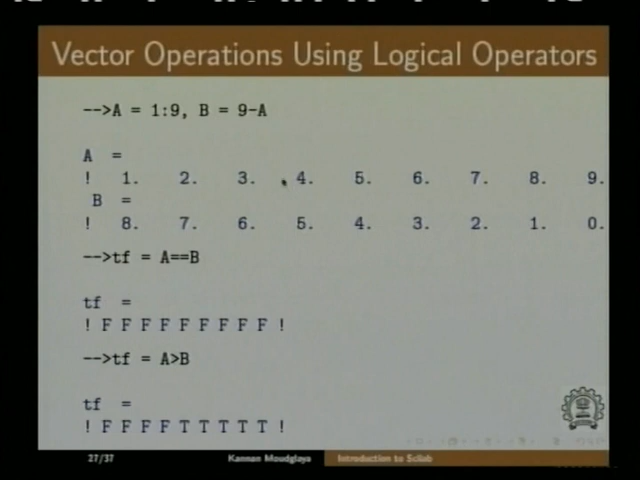 Vector Operations Using Logical Operators
-->A = 1:9, B = 9-A
A =
! 1. 2. 3. 4. 5. 6. 7. 8. 9.
B =
! 8. 7. 6. 5. 4. 3. 2. 1. 0.
-->tf = A==B
tf =
! F F F F F F F F F !
-->tf = A>B
tf =
! F F F F T T T T T !
27/37 Kannan Moudgalya Introduction to Scilab